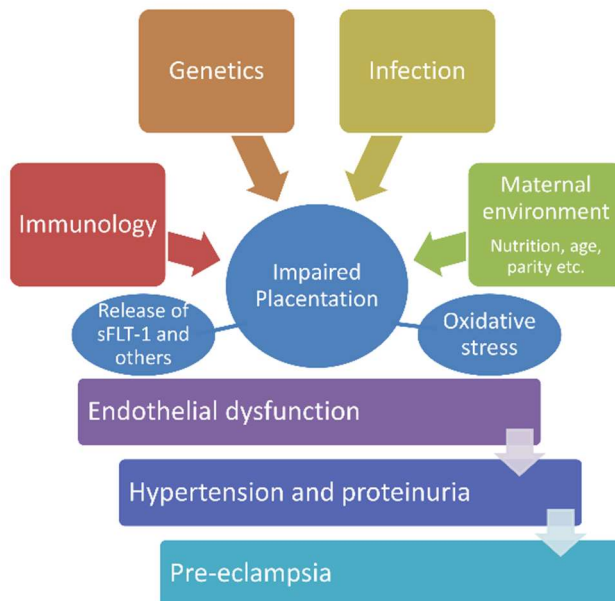 Genetics
Infection
Immunology
Maternal
environment
Nutrition, age,
parity etc.
Impaired
Placentation
Release of
sFLT-1 and
others
Oxidative
stress
Endothelial dysfunction
Hypertension and proteinuria
Pre-eclampsia